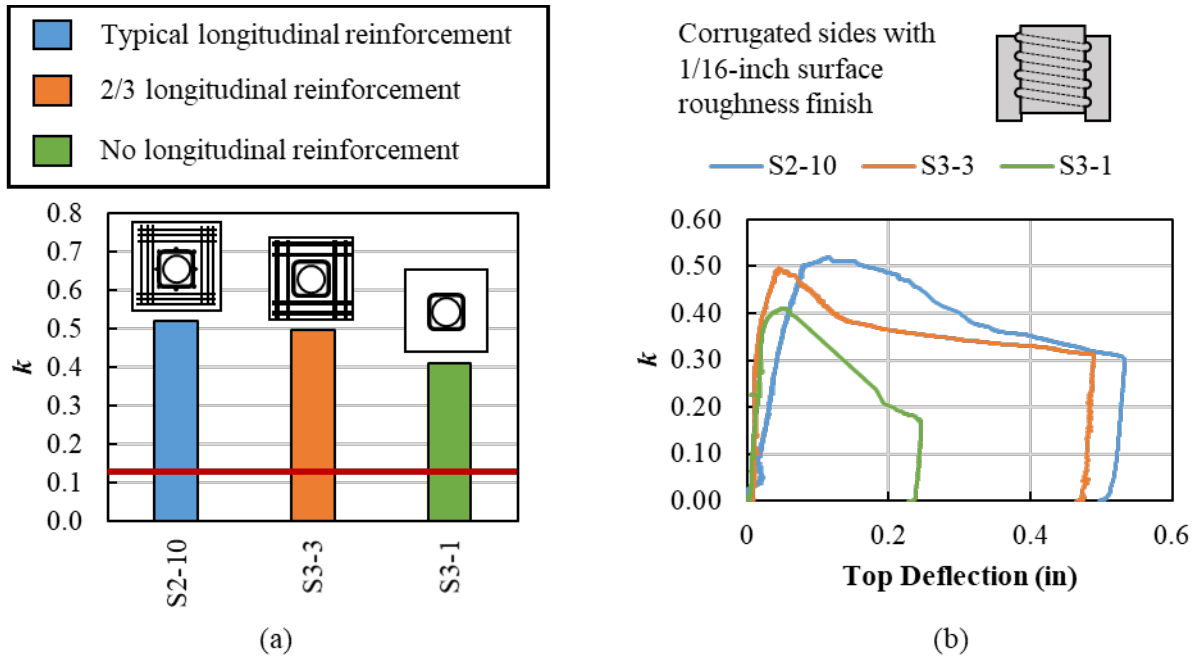 Typical longitudinal reinforcement
2/3 longitudinal reinforcement
No longitudinal reinforcement
0.8
0.7
0.6
0.5
0.4
0.3
0.2
0.1
0.0
k
S2-10
S3-3
S3-1
(a)
Corrugated sides with
1/16-inch surface
roughness finish
S2-10 S3-3 S3-1
0.60
0.50
0.40
0.30
0.20
0.10
0.00
k
0 0.2 0.4 0.6
Top Deflection (in)
(b)